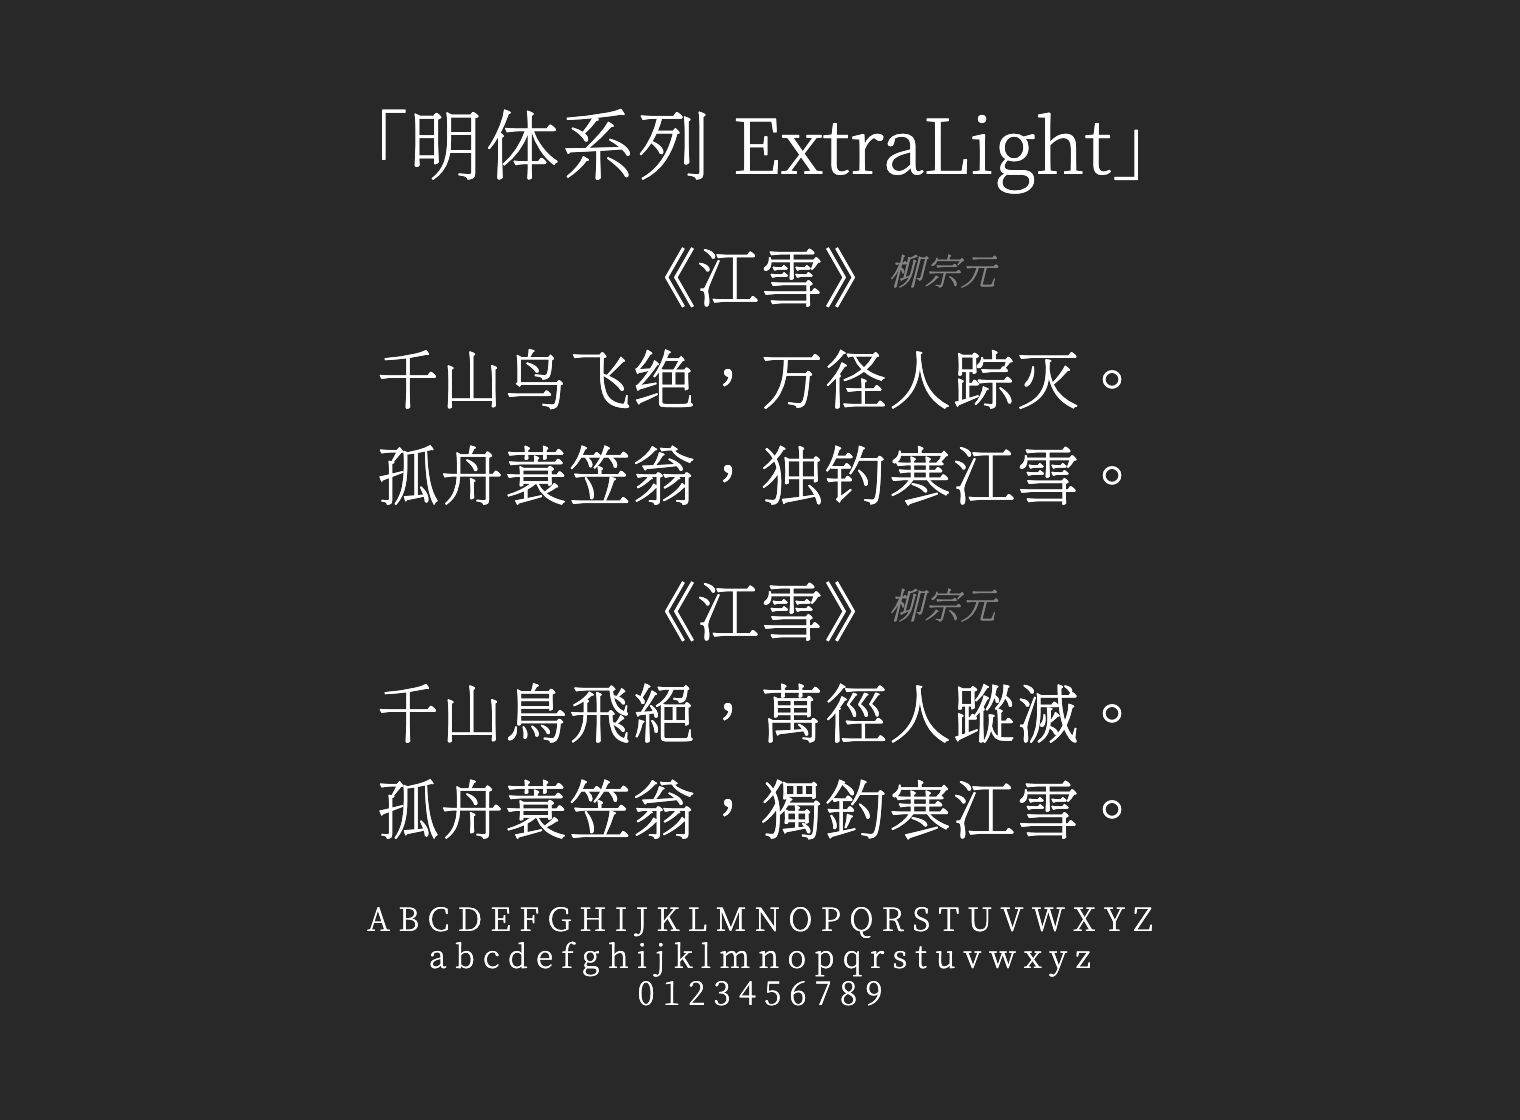 「明体系列 ExtraLight」
《江雪》 柳宗元
千山鸟飞绝，万径人踪灭。
孤舟蓑笠翁，独钓寒江雪。
《江雪》 柳宗元
千山鳥飛絕，萬徑人蹤滅。
孤舟蓑笠翁，獨釣寒江雪。
A B C D E F G H I J K L M N O P Q R S T U V W X Y Z
a b c d e f g h i j k l m n o p q r s t u v w x y z
0 1 2 3 4 5 6 7 8 9